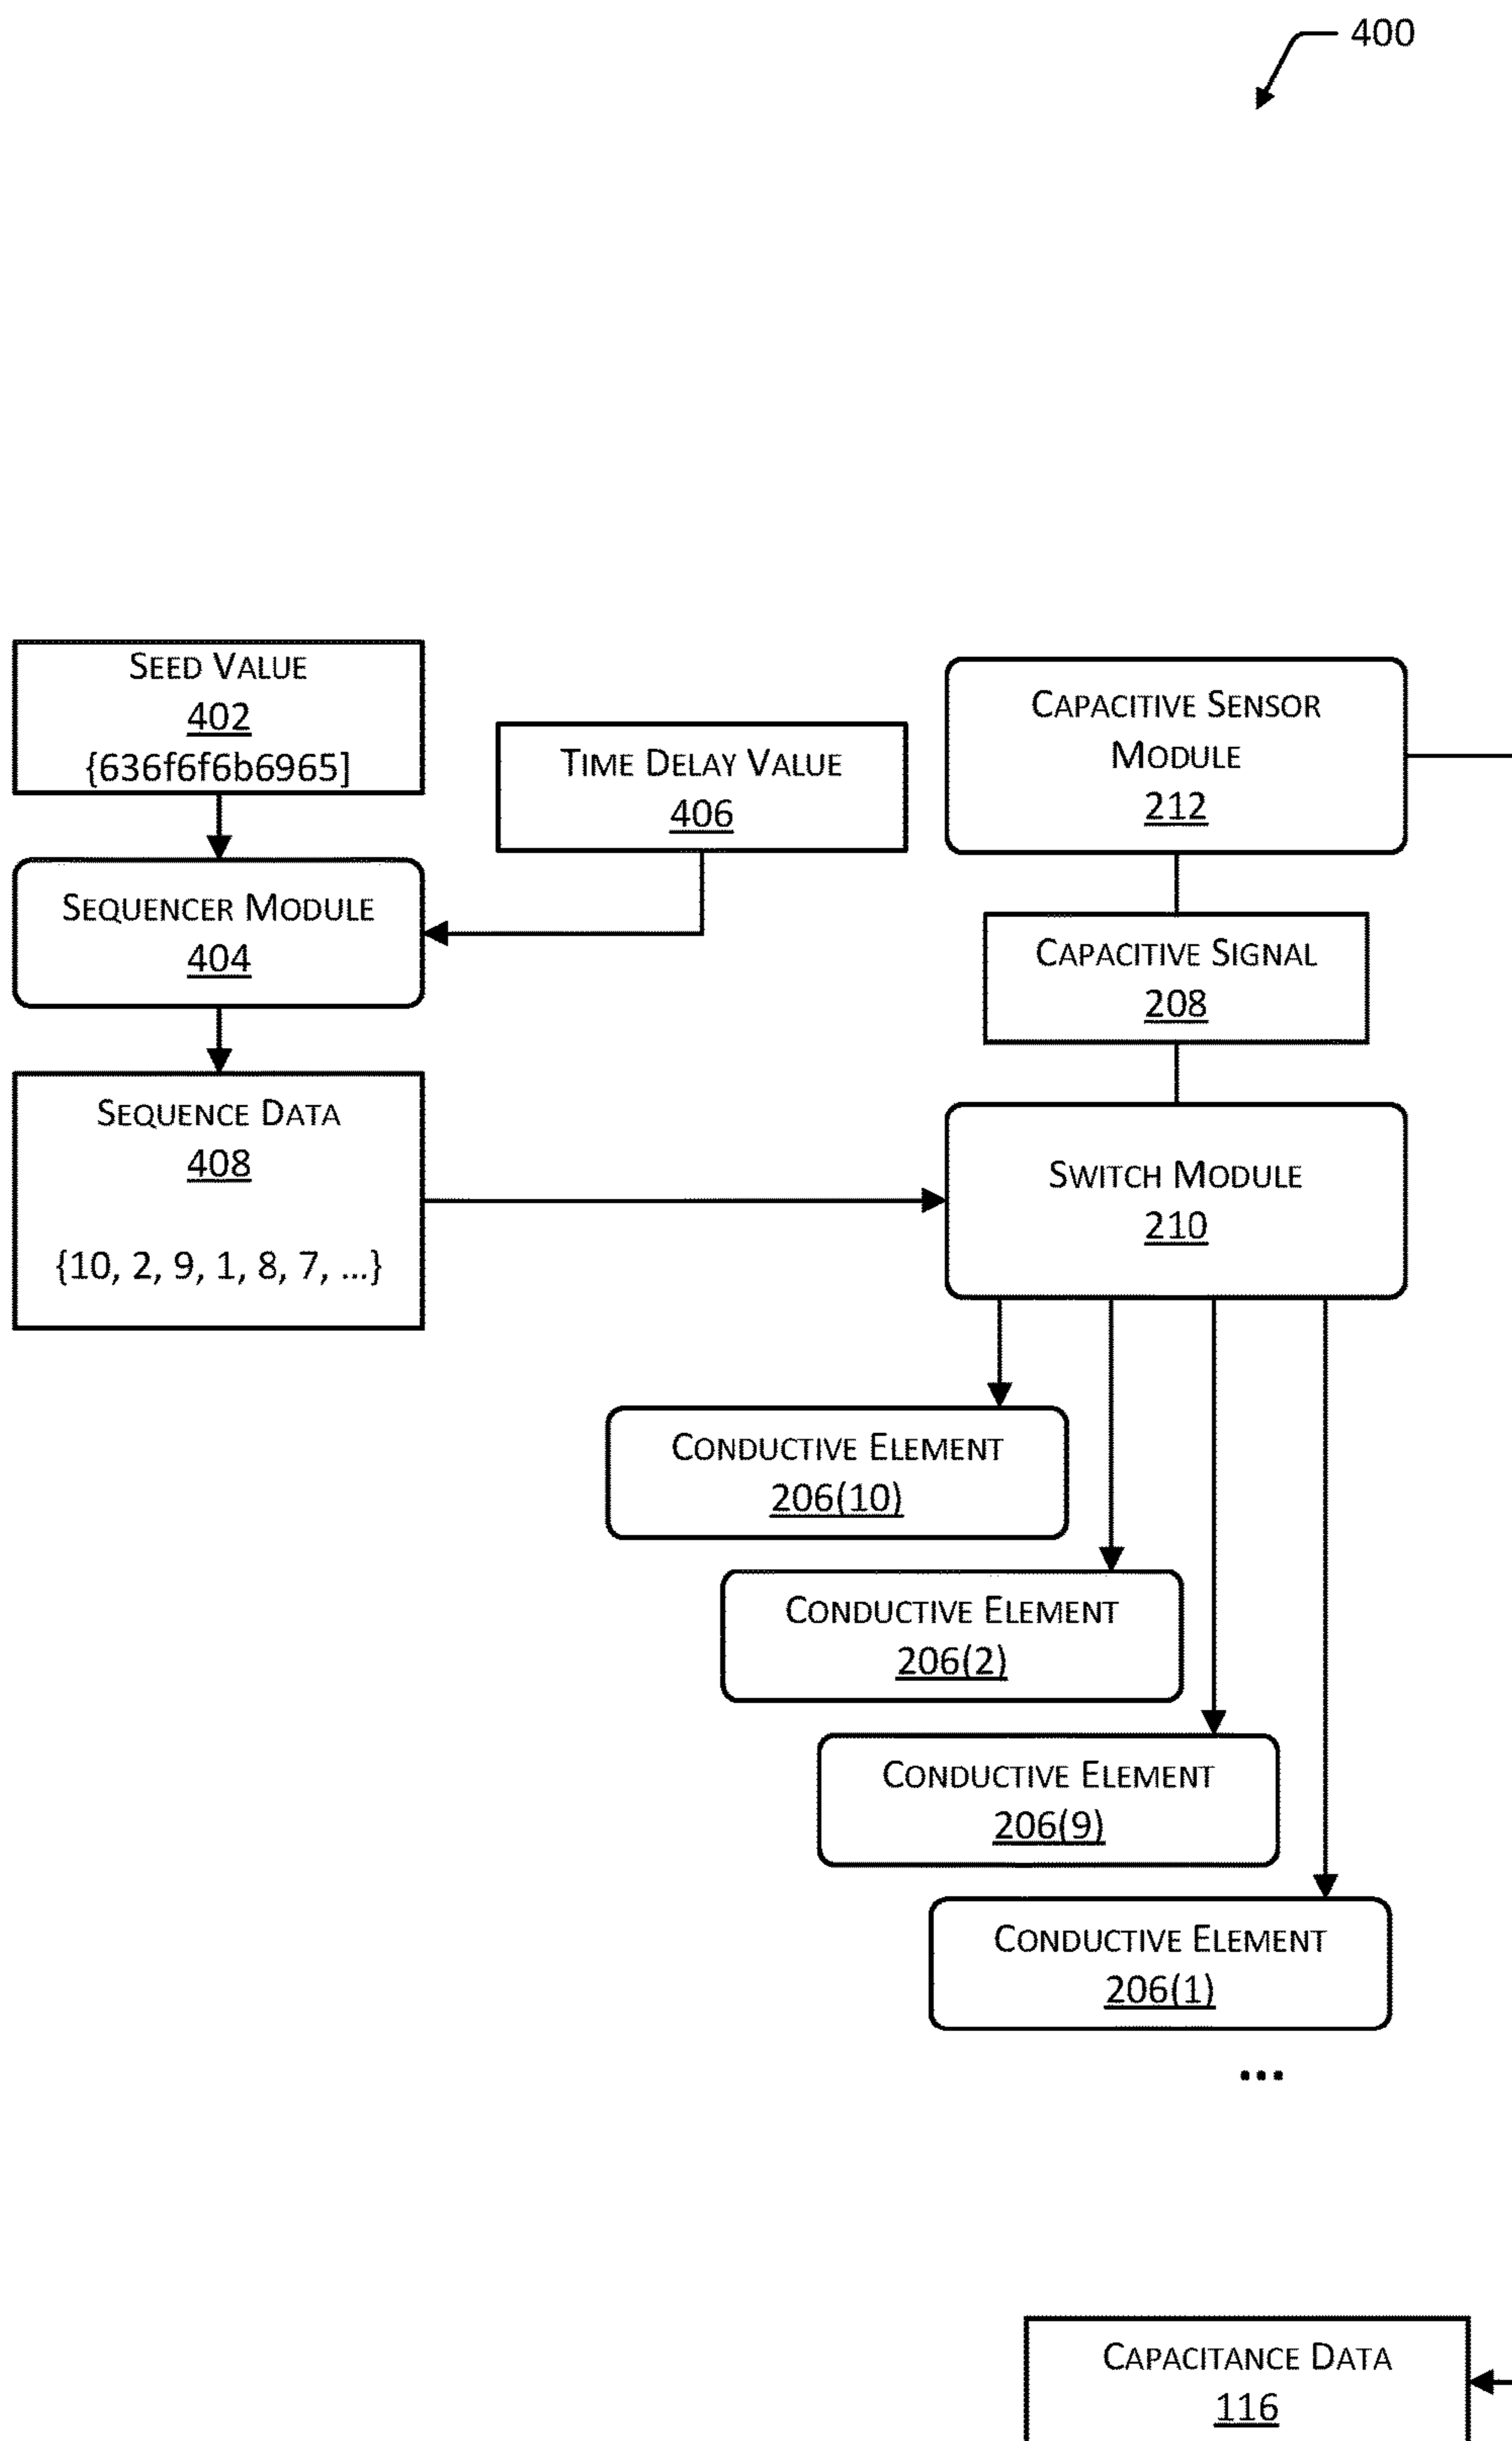 400
SEED VALUE
402
{636f6f6b6965]
TIME DELAY VALUE
406
SEQUENCER MODULE
404
SEQUENCE DATA
408
{10, 2, 9, 1, 8, 7, ...}
CAPACITIVE SENSOR
MODULE
212
CAPACITIVE SIGNAL
208
SWITCH MODULE
210
CONDUCTIVE ELEMENT
206(10)
CONDUCTIVE ELEMENT
206(2)
CONDUCTIVE ELEMENT
206(9)
CONDUCTIVE ELEMENT
206(1)
...
CAPACITANCE DATA
116